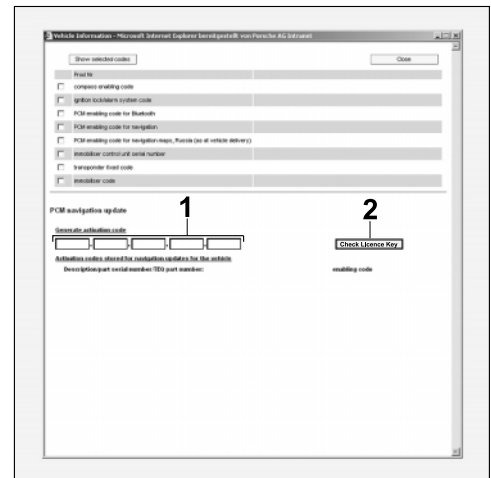 Vehicle Information - Microsoft Internet Explorer bereitgestellt von Porsche AG Intranet
Show selected codes
Close
Prod Nr
compass enabling code
ignition lock/alarm system code
PCM enabling code for Bluetooth
PCM enabling code for navigation
PCM enabling code for navigation maps, Russia (as at vehicle delivery)
immobilizer control unit serial number
transponder fixed code
immobilizer code
PCM navigation update
1
2
Generate activation code
Check Licence Key
Activation codes stored for navigation updates for the vehicle
Description/part serial number/TEQ part number:
enabling code